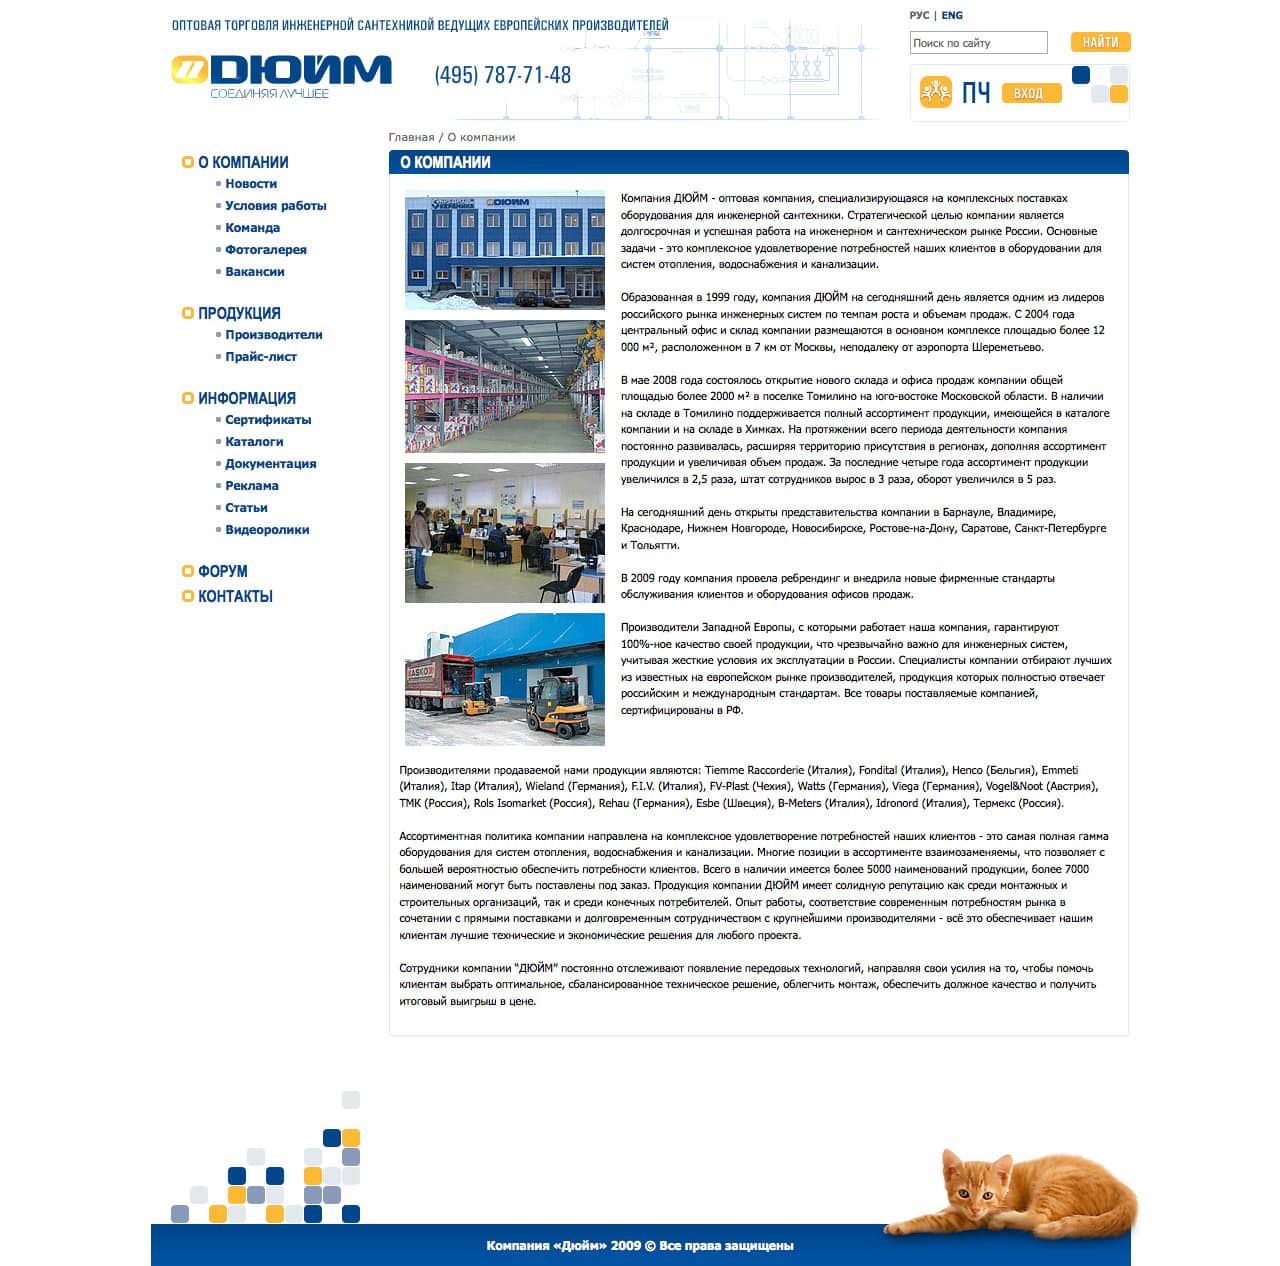 ОПТОВАЯ ТОРГОВЛЯ ИНЖЕНЕРНОЙ САНТЕХНИКОЙ ВЕДУЩИХ ЕВРОПЕЙСКИХ ПРОИЗВОДИТЕЛЕЙ
РУС | ENG
ДЮЙМ
СОЕДИНЯЯ ЛУЧШЕЕ
(495) 787-71-48
Поиск по сайту
НАЙТИ
ПЧ
ВХОД
Главная / О компании
О КОМПАНИИ
Новости
Условия работы
Команда
Фотогалерея
Вакансии
ПРОДУКЦИЯ
Производители
Прайс-лист
ИНФОРМАЦИЯ
Сертификаты
Каталоги
Документация
Реклама
Статьи
Видеоролики
ФОРУМ
КОНТАКТЫ
О КОМПАНИИ
ДЮЙМ
ASKO
Компания ДЮЙМ - оптовая компания, специализирующаяся на комплексных поставках
оборудования для инженерной сантехники. Стратегической целью компании является
долгосрочная и успешная работа на инженерном и сантехническом рынке России. Основные
задачи - это комплексное удовлетворение потребностей наших клиентов в оборудовании для
систем отопления, водоснабжения и канализации.
Образованная в 1999 году, компания ДЮЙМ на сегодняшний день является одним из лидеров
российского рынка инженерных систем по темпам роста и объемам продаж. С 2004 года
центральный офис и склад компании размещаются в основном комплексе площадью более 12
000 м², расположенном в 7 км от Москвы, неподалеку от аэропорта Шереметьево.
В мае 2008 года состоялось открытие нового склада и офиса продаж компании общей
площадью более 2000 м² в поселке Томилино на юго-востоке Московской области. В наличии
на складе в Томилино поддерживается полный ассортимент продукции, имеющейся в каталоге
компании и на складе в Химках. На протяжении всего периода деятельности компания
постоянно развивалась, расширяя территорию присутствия в регионах, дополняя ассортимент
продукции и увеличивая объем продаж. За последние четыре года ассортимент продукции
увеличился в 2,5 раза, штат сотрудников вырос в 3 раза, оборот увеличился в 5 раз.
На сегодняшний день открыты представительства компании в Барнауле, Владимире,
Краснодаре, Нижнем Новгороде, Новосибирске, Ростове-на-Дону, Саратове, Санкт-Петербурге
и Тольятти.
В 2009 году компания провела ребрендинг и внедрила новые фирменные стандарты
обслуживания клиентов и оборудования офисов продаж.
Производители Западной Европы, с которыми работает наша компания, гарантируют
100%-ное качество своей продукции, что чрезвычайно важно для инженерных систем,
учитывая жесткие условия их эксплуатации в России. Специалисты компании отбирают лучших
из известных на европейском рынке производителей, продукция которых полностью отвечает
российским и международным стандартам. Все товары поставляемые компанией,
сертифицированы в РФ.
Производителями продаваемой нами продукции являются: Tiemme Raccorderie (Италия), Fondital (Италия), Henco (Бельгия), Emmeti
(Италия), Itap (Италия), Wieland (Германия), F.I.V. (Италия), FV-Plast (Чехия), Watts (Германия), Viega (Германия), Vogel&Noot (Австрия),
ТМК (Россия), Rols Isomarket (Россия), Rehau (Германия), Esbe (Швеция), B-Meters (Италия), Idronord (Италия), Термекс (Россия).
Ассортиментная политика компании направлена на комплексное удовлетворение потребностей наших клиентов - это самая полная гамма
оборудования для систем отопления, водоснабжения и канализации. Многие позиции в ассортименте взаимозаменяемы, что позволяет с
большей вероятностью обеспечить потребности клиентов. Всего в наличии имеется более 5000 наименований продукции, более 7000
наименований могут быть поставлены под заказ. Продукция компании ДЮЙМ имеет солидную репутацию как среди монтажных и
строительных организаций, так и среди конечных потребителей. Опыт работы, соответствие современным потребностям рынка в
сочетании с прямыми поставками и долговременным сотрудничеством с крупнейшими производителями - всё это обеспечивает нашим
клиентам лучшие технические и экономические решения для любого проекта.
Сотрудники компании “ДЮЙМ” постоянно отслеживают появление передовых технологий, направляя свои усилия на то, чтобы помочь
клиентам выбрать оптимальное, сбалансированное техническое решение, облегчить монтаж, обеспечить должное качество и получить
итоговый выигрыш в цене.
Компания «Дюйм» 2009 © Все права защищены